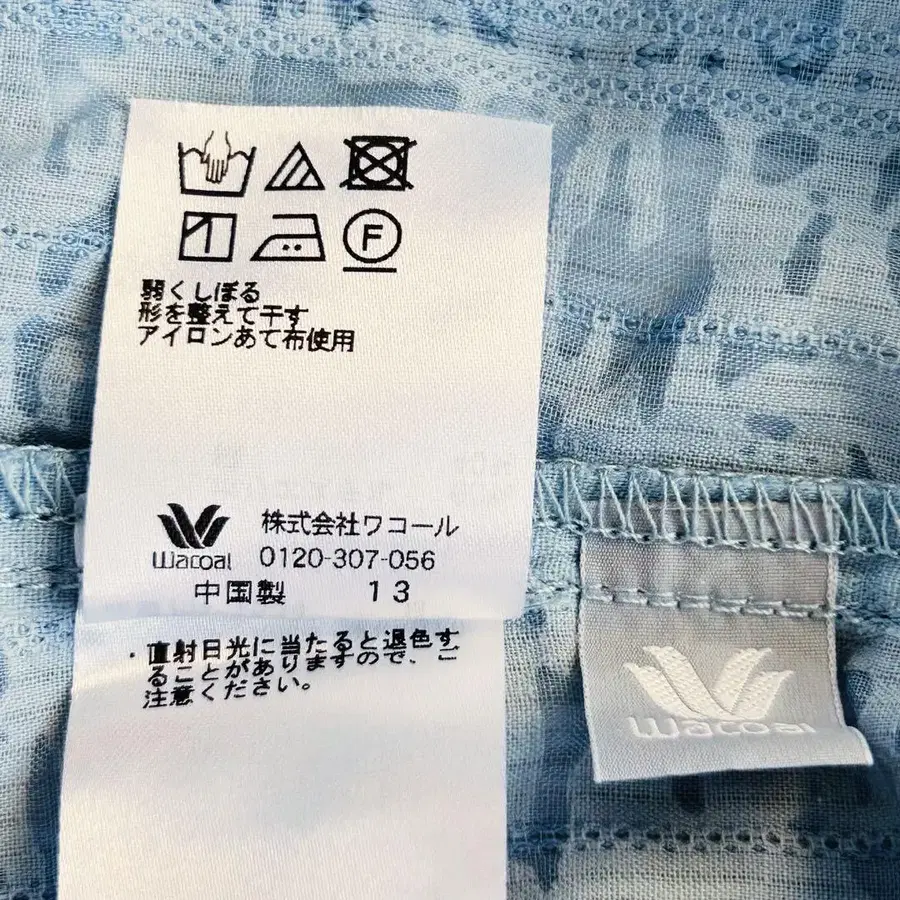 F
弱くしぼる
形を整えて干す
アイロンあて布使用
Wacoal
株式会社ワコール
0120-307-056
中国製 13
・直射日光に当たると退色す
ることがありますので、ご
注意ください。
Wacoal